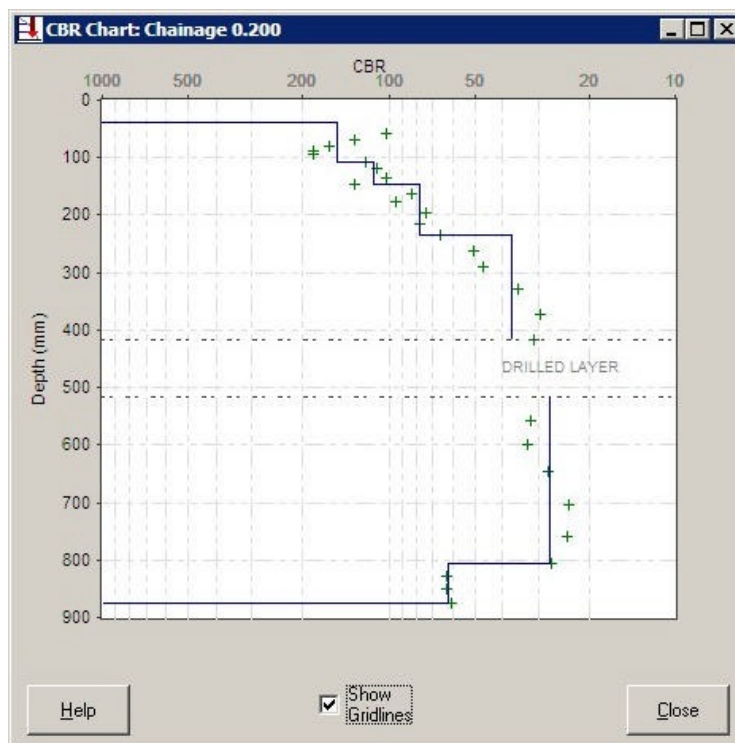 CBR Chart: Chainage 0.200
CBR
1000 500 200 100 50 20 10
0
100
200
300
400
500
600
700
800
900
Depth (mm)
DRILLED LAYER
Help
Show
Gridlines
Close